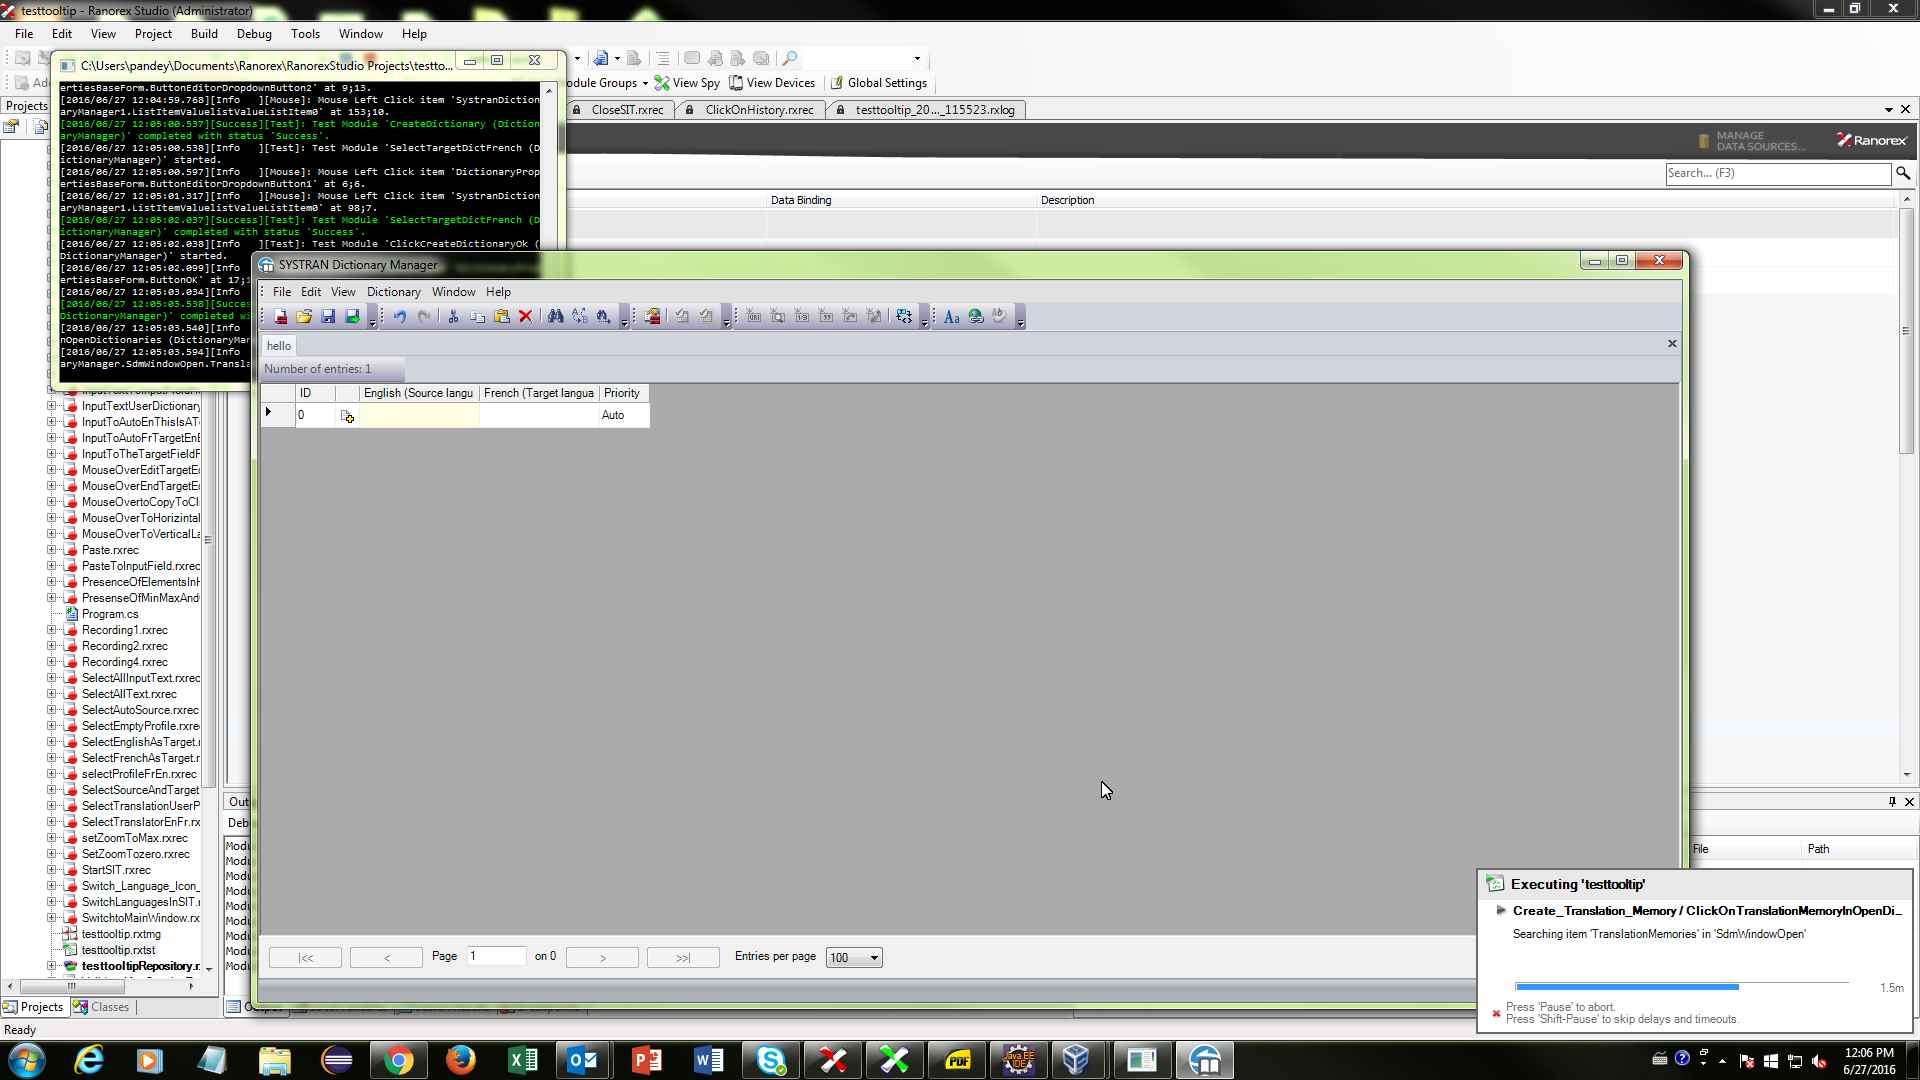 testtooltip - Ranorex Studio (Administrator)
File Edit View Project Build Debug Tools Window Help
C:\Users\pandey\Documents\Ranorex\RanorexStudio Projects\testto...
Module Groups View Spy View Devices Global Settings
Projects
CloseSIT.rxrec ClickOnHistory.rxrec testtooltip_20..._115523.rxlog
MANAGE
DATA SOURCES...
Ranorex
Search... (F3)
Data Binding Description
ertiesBaseForm.ButtonEditorDropdownButton2' at 9;13.
[2016/06/27 12:04:59.768][Info   ][Mouse]: Mouse Left Click item 'SystranDiction
aryManager1.ListItemValuelistValueListItem0' at 153;10.
[2016/06/27 12:05:00.537][Success][Test]: Test Module 'CreateDictionary (Diction
aryManager)' completed with status 'Success'.
[2016/06/27 12:05:00.538][Info   ][Test]: Test Module 'SelectTargetDictFrench (D
ictionaryManager)' started.
[2016/06/27 12:05:00.597][Info   ][Mouse]: Mouse Left Click item 'DictionaryProp
ertiesBaseForm.ButtonEditorDropdownButton1' at 6;6.
[2016/06/27 12:05:01.317][Info   ][Mouse]: Mouse Left Click item 'SystranDiction
aryManager1.ListItemValuelistValueListItem0' at 98;7.
[2016/06/27 12:05:02.037][Success][Test]: Test Module 'SelectTargetDictFrench (D
ictionaryManager)' completed with status 'Success'.
[2016/06/27 12:05:02.038][Info   ][Test]: Test Module 'ClickCreateDictionaryOk (
DictionaryManager)' started.
[2016/06/27 12:05:02.099][Info
ertiesBaseForm.ButtonOK' at 17;1
[2016/06/27 12:05:03.034][Info
[2016/06/27 12:05:03.538][Succes
DictionaryManager)' completed wi
[2016/06/27 12:05:03.540][Info
nOpenDictionaries (DictionaryMan
[2016/06/27 12:05:03.594][Info
aryManager.SdmWindowOpen.Transla
SYSTRAN Dictionary Manager
File Edit View Dictionary Window Help
hello
Number of entries: 1
ID English (Source langu French (Target langua Priority
0 Auto
|<< < Page 1 on 0 > >>| Entries per page 100
InputTextUserDictionary
InputToAutoEnThisIsAT
InputToAutoFrTargetEnE
InputToTheTargetFieldF
MouseOverEditTargetEd
MouseOverEndTargetEd
MouseOvertoCopyToCl
MouseOverToHorizintal
MouseOverToVerticalLa
Paste.rxrec
PasteToInputField.rxrec
PresenceOfElementsInH
PresenseOfMinMaxAnd
Program.cs
Recording1.rxrec
Recording2.rxrec
Recording4.rxrec
SelectAllInputText.rxrec
SelectAllText.rxrec
SelectAutoSource.rxrec
SelectEmptyProfile.rxre
SelectEnglishAsTarget.r
SelectFrenchAsTarget.r
selectProfileFrEn.rxrec
SelectSourceAndTarget
SelectTranslationUserP
SelectTranslatorEnFr.rx
setZoomToMax.rxrec
SetZoomTozero.rxrec
StartSIT.rxrec
Switch_Language_Icon_
SwitchLanguagesInSIT.r
SwitchtoMainWindow.rx
testtooltip.rxtmg
testtooltip.rxtst
testtooltipRepository.r
Projects Classes
Out
Deb
Modu
Modu
Modu
Modu
Modu
Modu
Modu
Modu
Modu
File Path
Executing 'testtooltip'
Create_Translation_Memory / ClickOnTranslationMemoryInOpenDi...
Searching item 'TranslationMemories' in 'SdmWindowOpen'
1.5m
Press 'Pause' to abort.
Press 'Shift-Pause' to skip delays and timeouts.
Ready
12:06 PM
6/27/2016